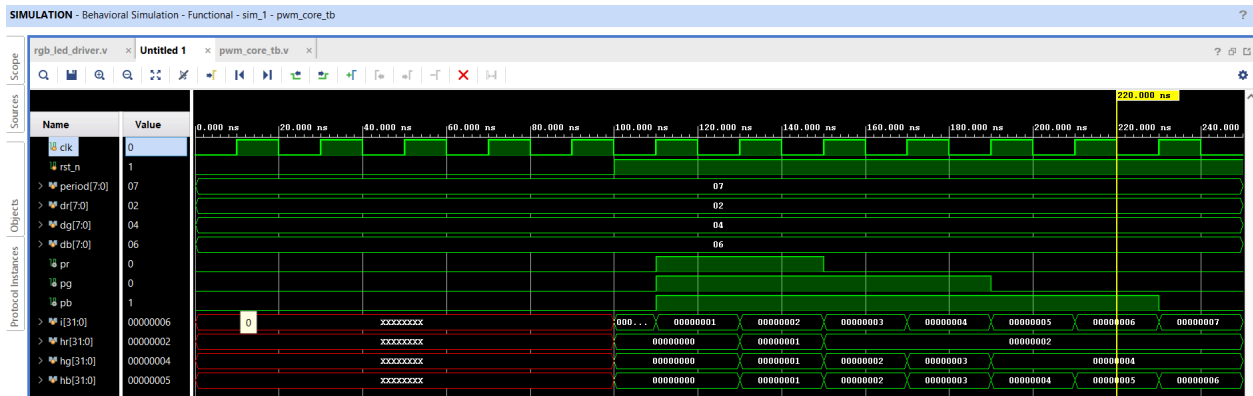 SIMULATION - Behavioral Simulation - Functional - sim_1 - pwm_core_tb ?
rgb_led_driver.v × Untitled 1 × pwm_core_tb.v × ?
Scope
Sources
Objects
Protocol Instances
220.000 ns
Name Value 0.000 ns 20.000 ns 40.000 ns 60.000 ns 80.000 ns 100.000 ns 120.000 ns 140.000 ns 160.000 ns 180.000 ns 200.000 ns 220.000 ns 240.000
clk 0
rst_n 1
> period[7:0] 07 07
> dr[7:0] 02 02
> dg[7:0] 04 04
> db[7:0] 06 06
pr 0
pg 0
pb 1
> i[31:0] 00000006 0 XXXXXXXX 000... 00000001 00000002 00000003 00000004 00000005 00000006 00000007
> hr[31:0] 00000002 XXXXXXXX 00000000 00000001 00000002
> hg[31:0] 00000004 XXXXXXXX 00000000 00000001 00000002 00000003 00000004
> hb[31:0] 00000005 XXXXXXXX 00000000 00000001 00000002 00000003 00000004 00000005 00000006